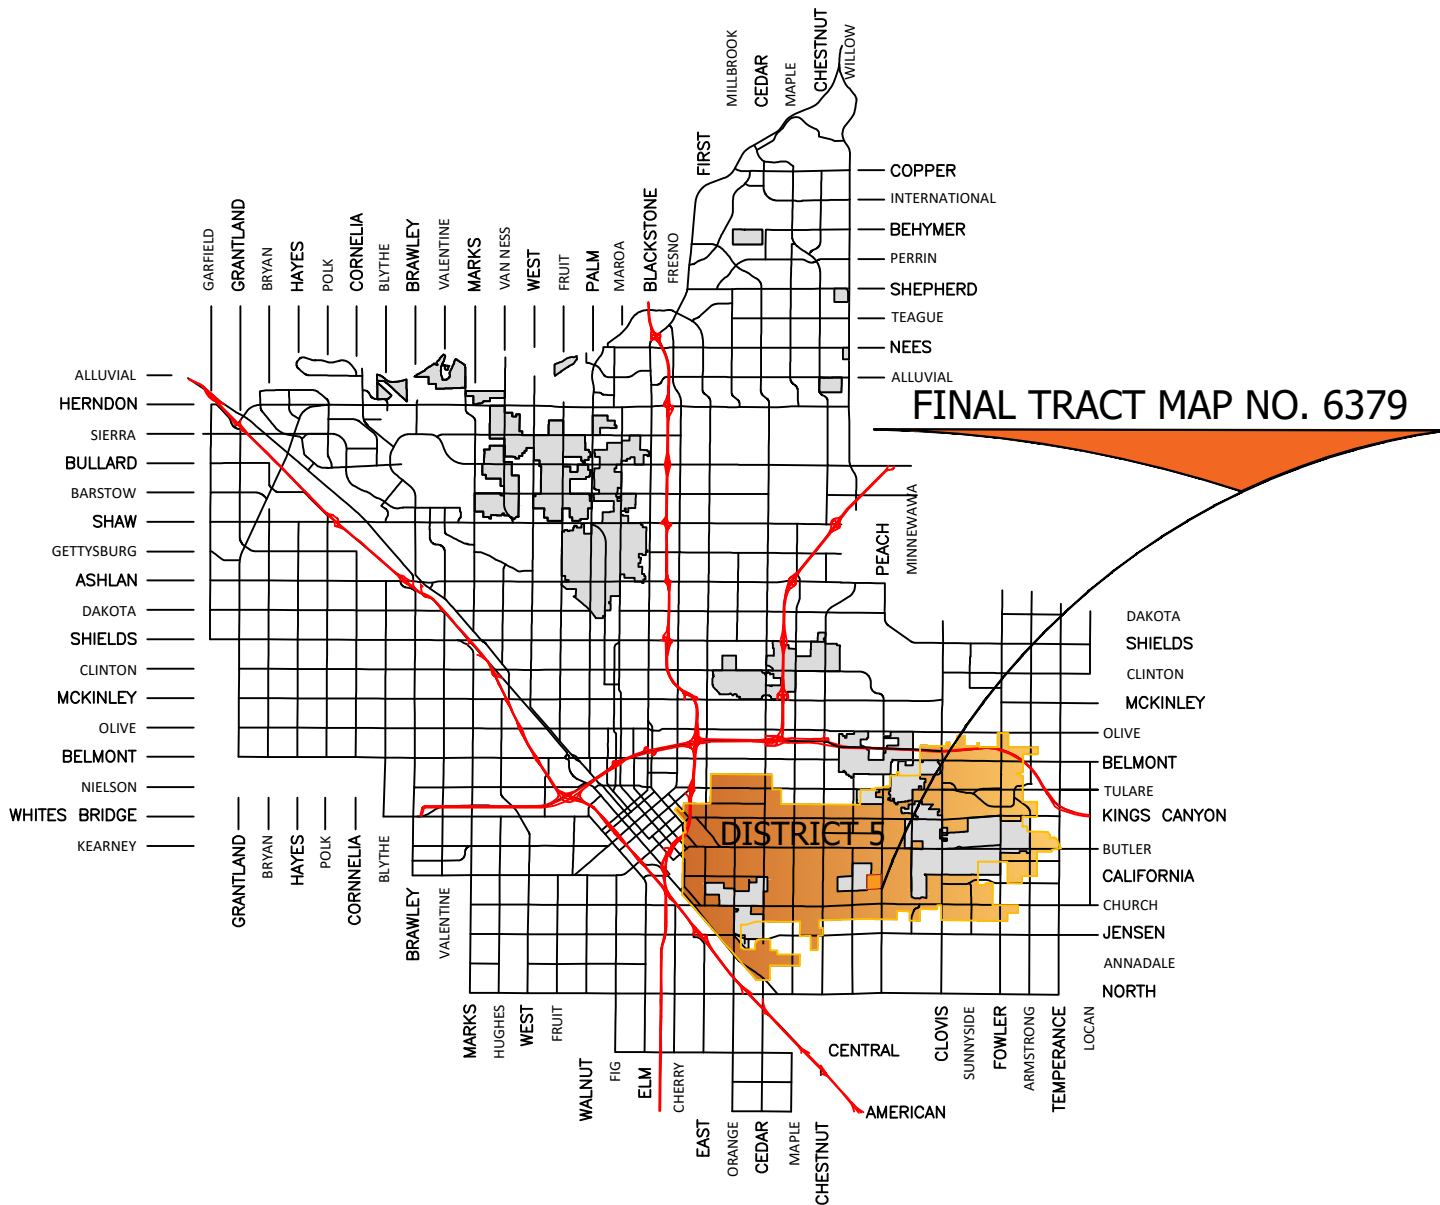 MILLBROOK
CEDAR
MAPLE
CHESTNUT
WILLOW
FIRST
COPPER
INTERNATIONAL
BEHYMER
PERRIN
SHEPHERD
TEAGUE
NEES
ALLUVIAL
GARFIELD
GRANTLAND
BRYAN
HAYES
POLK
CORNELIA
BLYTHE
BRAWLEY
VALENTINE
MARKS
VAN NESS
WEST
FRUIT
PALM
MAROA
BLACKSTONE
FRESNO
FINAL TRACT MAP NO. 6379
ALLUVIAL
HERNDON
SIERRA
BULLARD
BARSTOW
SHAW
GETTYSBURG
ASHLAN
DAKOTA
SHIELDS
CLINTON
MCKINLEY
OLIVE
BELMONT
NIELSON
WHITES BRIDGE
KEARNEY
PEACH
MINNEWAWA
DAKOTA
SHIELDS
CLINTON
MCKINLEY
OLIVE
BELMONT
TULARE
KINGS CANYON
BUTLER
CALIFORNIA
CHURCH
JENSEN
ANNADALE
NORTH
DISTRICT 5
GRANTLAND
BRYAN
HAYES
POLK
CORNNELIA
BLYTHE
BRAWLEY
VALENTINE
MARKS
HUGHES
WEST
FRUIT
WALNUT
FIG
ELM
CHERRY
EAST
ORANGE
CEDAR
MAPLE
CHESTNUT
CENTRAL
AMERICAN
CLOVIS
SUNNYSIDE
FOWLER
ARMSTRONG
TEMPERANCE
LOCAN